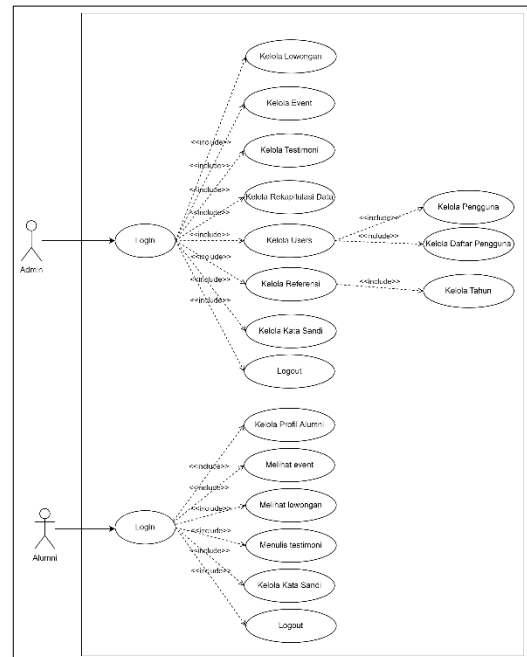 Kelola Lowongan
Kelola Event
<<include>>
<<include>>
Kelola Testimoni
<<include>>
<<include>>
Kelola Rekapitulasi Data
<<include>>
Kelola Pengguna
<<include>>
Admin
Login
<<include>>
Kelola Users
<<include>>
Kelola Daftar Pengguna
<<include>>
Kelola Referensi
<<include>>
Kelola Tahun
<<include>>
Kelola Kata Sandi
Logout
Kelola Profil Alumni
<<include>>
Melihat event
<<include>>
Melihat lowongan
<<include>>
Alumni
Login
<<include>>
Menulis testimoni
<<include>>
Kelola Kata Sandi
Logout